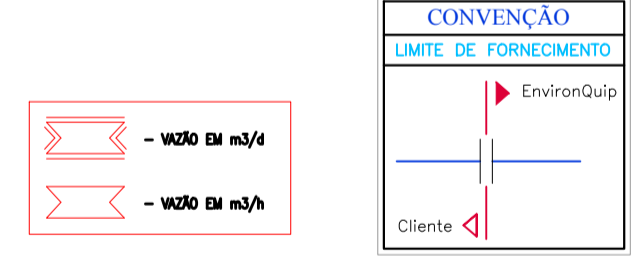 - VAZÃO EM m3/d
- VAZÃO EM m3/h
CONVENÇÃO
LIMITE DE FORNECIMENTO
EnvironQuip
Cliente